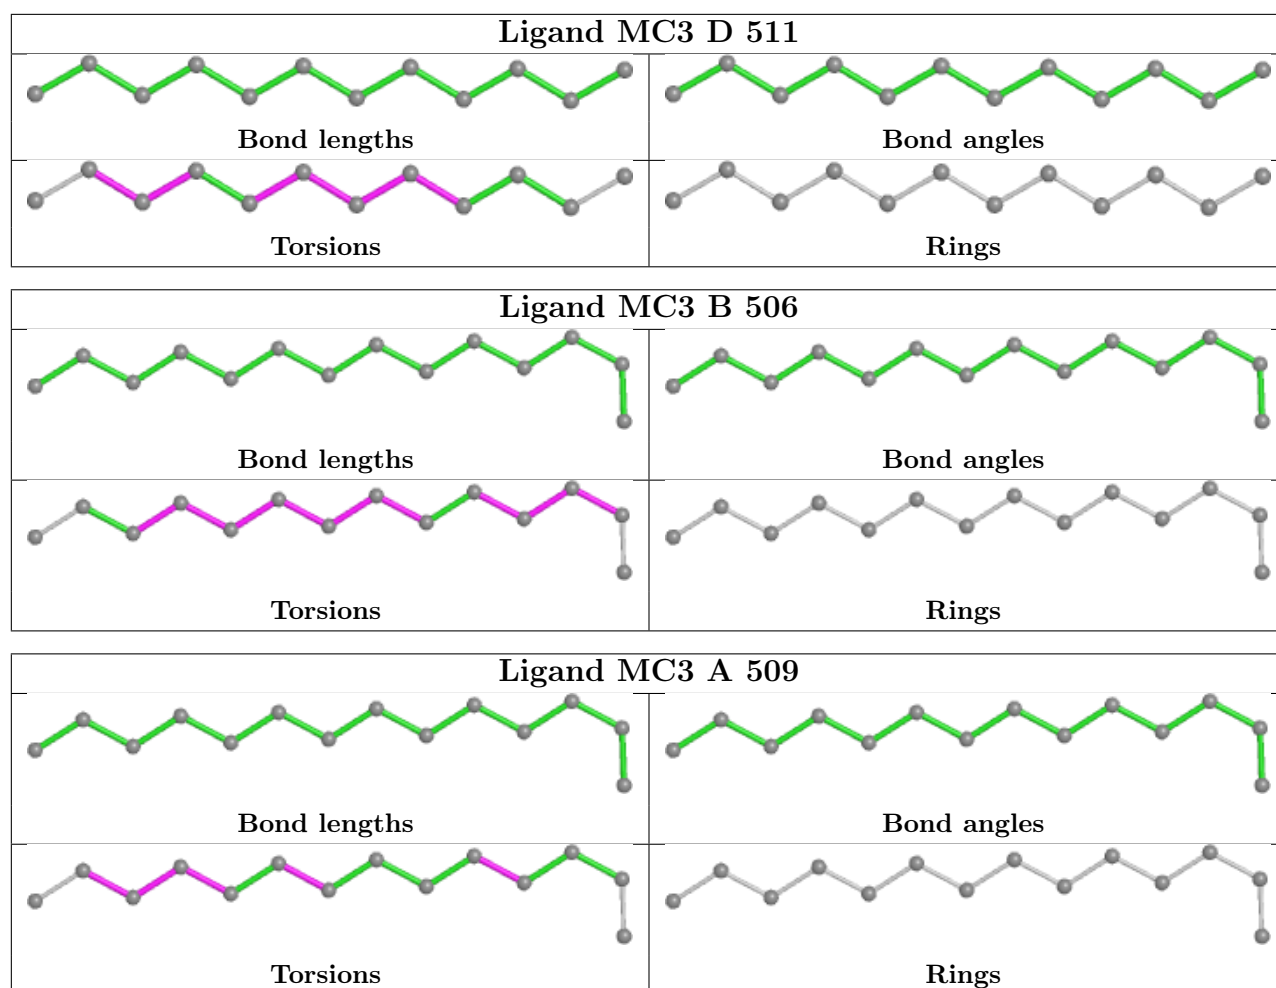 Ligand MC3 D 511
Bond lengths
Bond angles
Torsions
Rings
Ligand MC3 B 506
Bond lengths
Bond angles
Torsions
Rings
Ligand MC3 A 509
Bond lengths
Bond angles
Torsions
Rings